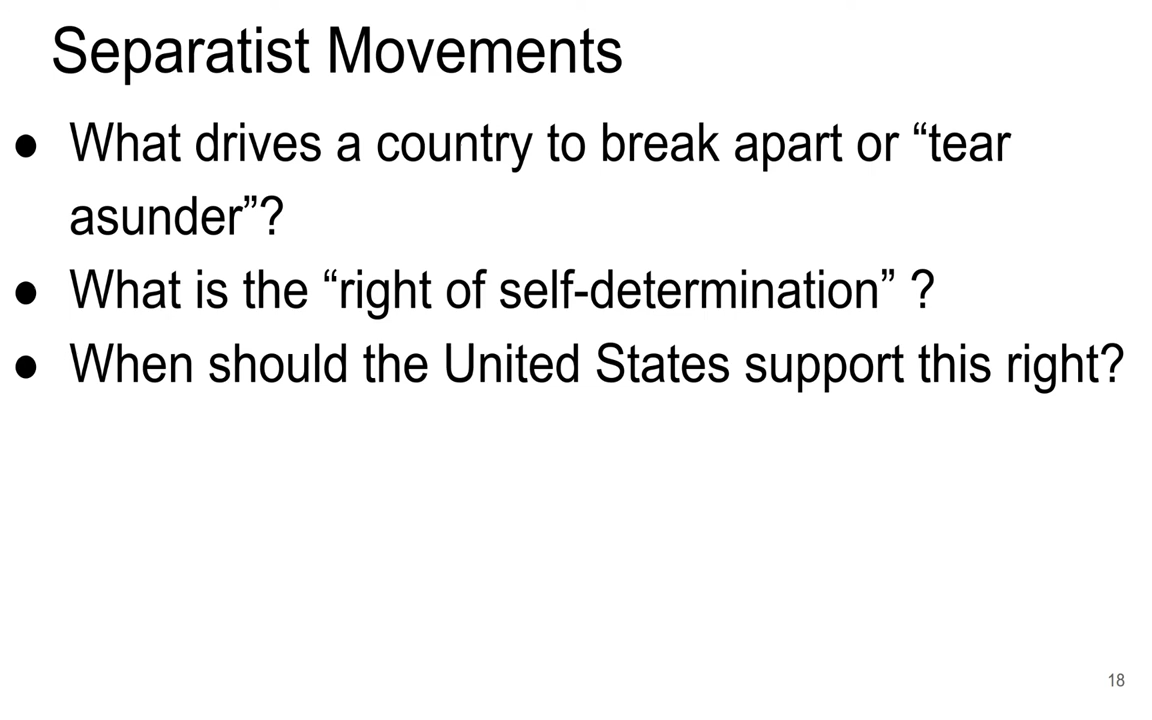 Separatist Movements
● What drives a country to break apart or “tear
asunder”?
● What is the “right of self-determination” ?
● When should the United States support this right?
18